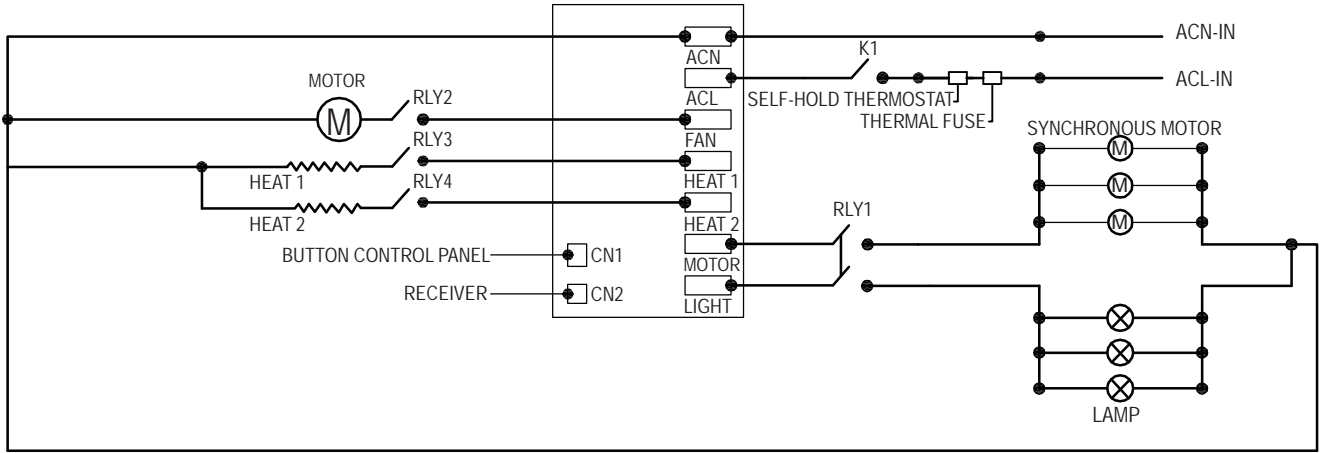 ACN-IN
ACN
K1
ACL-IN
MOTOR
M
RLY2
ACL
SELF-HOLD THERMOSTAT
THERMAL FUSE
SYNCHRONOUS MOTOR
RLY3
FAN
M
HEAT 1
RLY4
HEAT 1
M
HEAT 2
HEAT 2
RLY1
M
BUTTON CONTROL PANEL
CN1
MOTOR
RECEIVER
CN2
LIGHT
LAMP